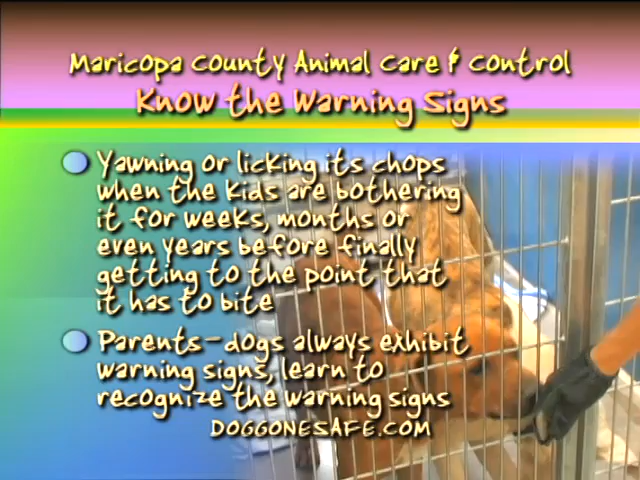 Maricopa County Animal Care & Control
Know the Warning Signs
Yawning or licking its chops
when the kids are bothering
it for weeks, months or
even years before finally
getting to the point that
it has to bite
Parents - dogs always exhibit
warning signs, learn to
recognize the warning signs
DOGGONESAFE.COM